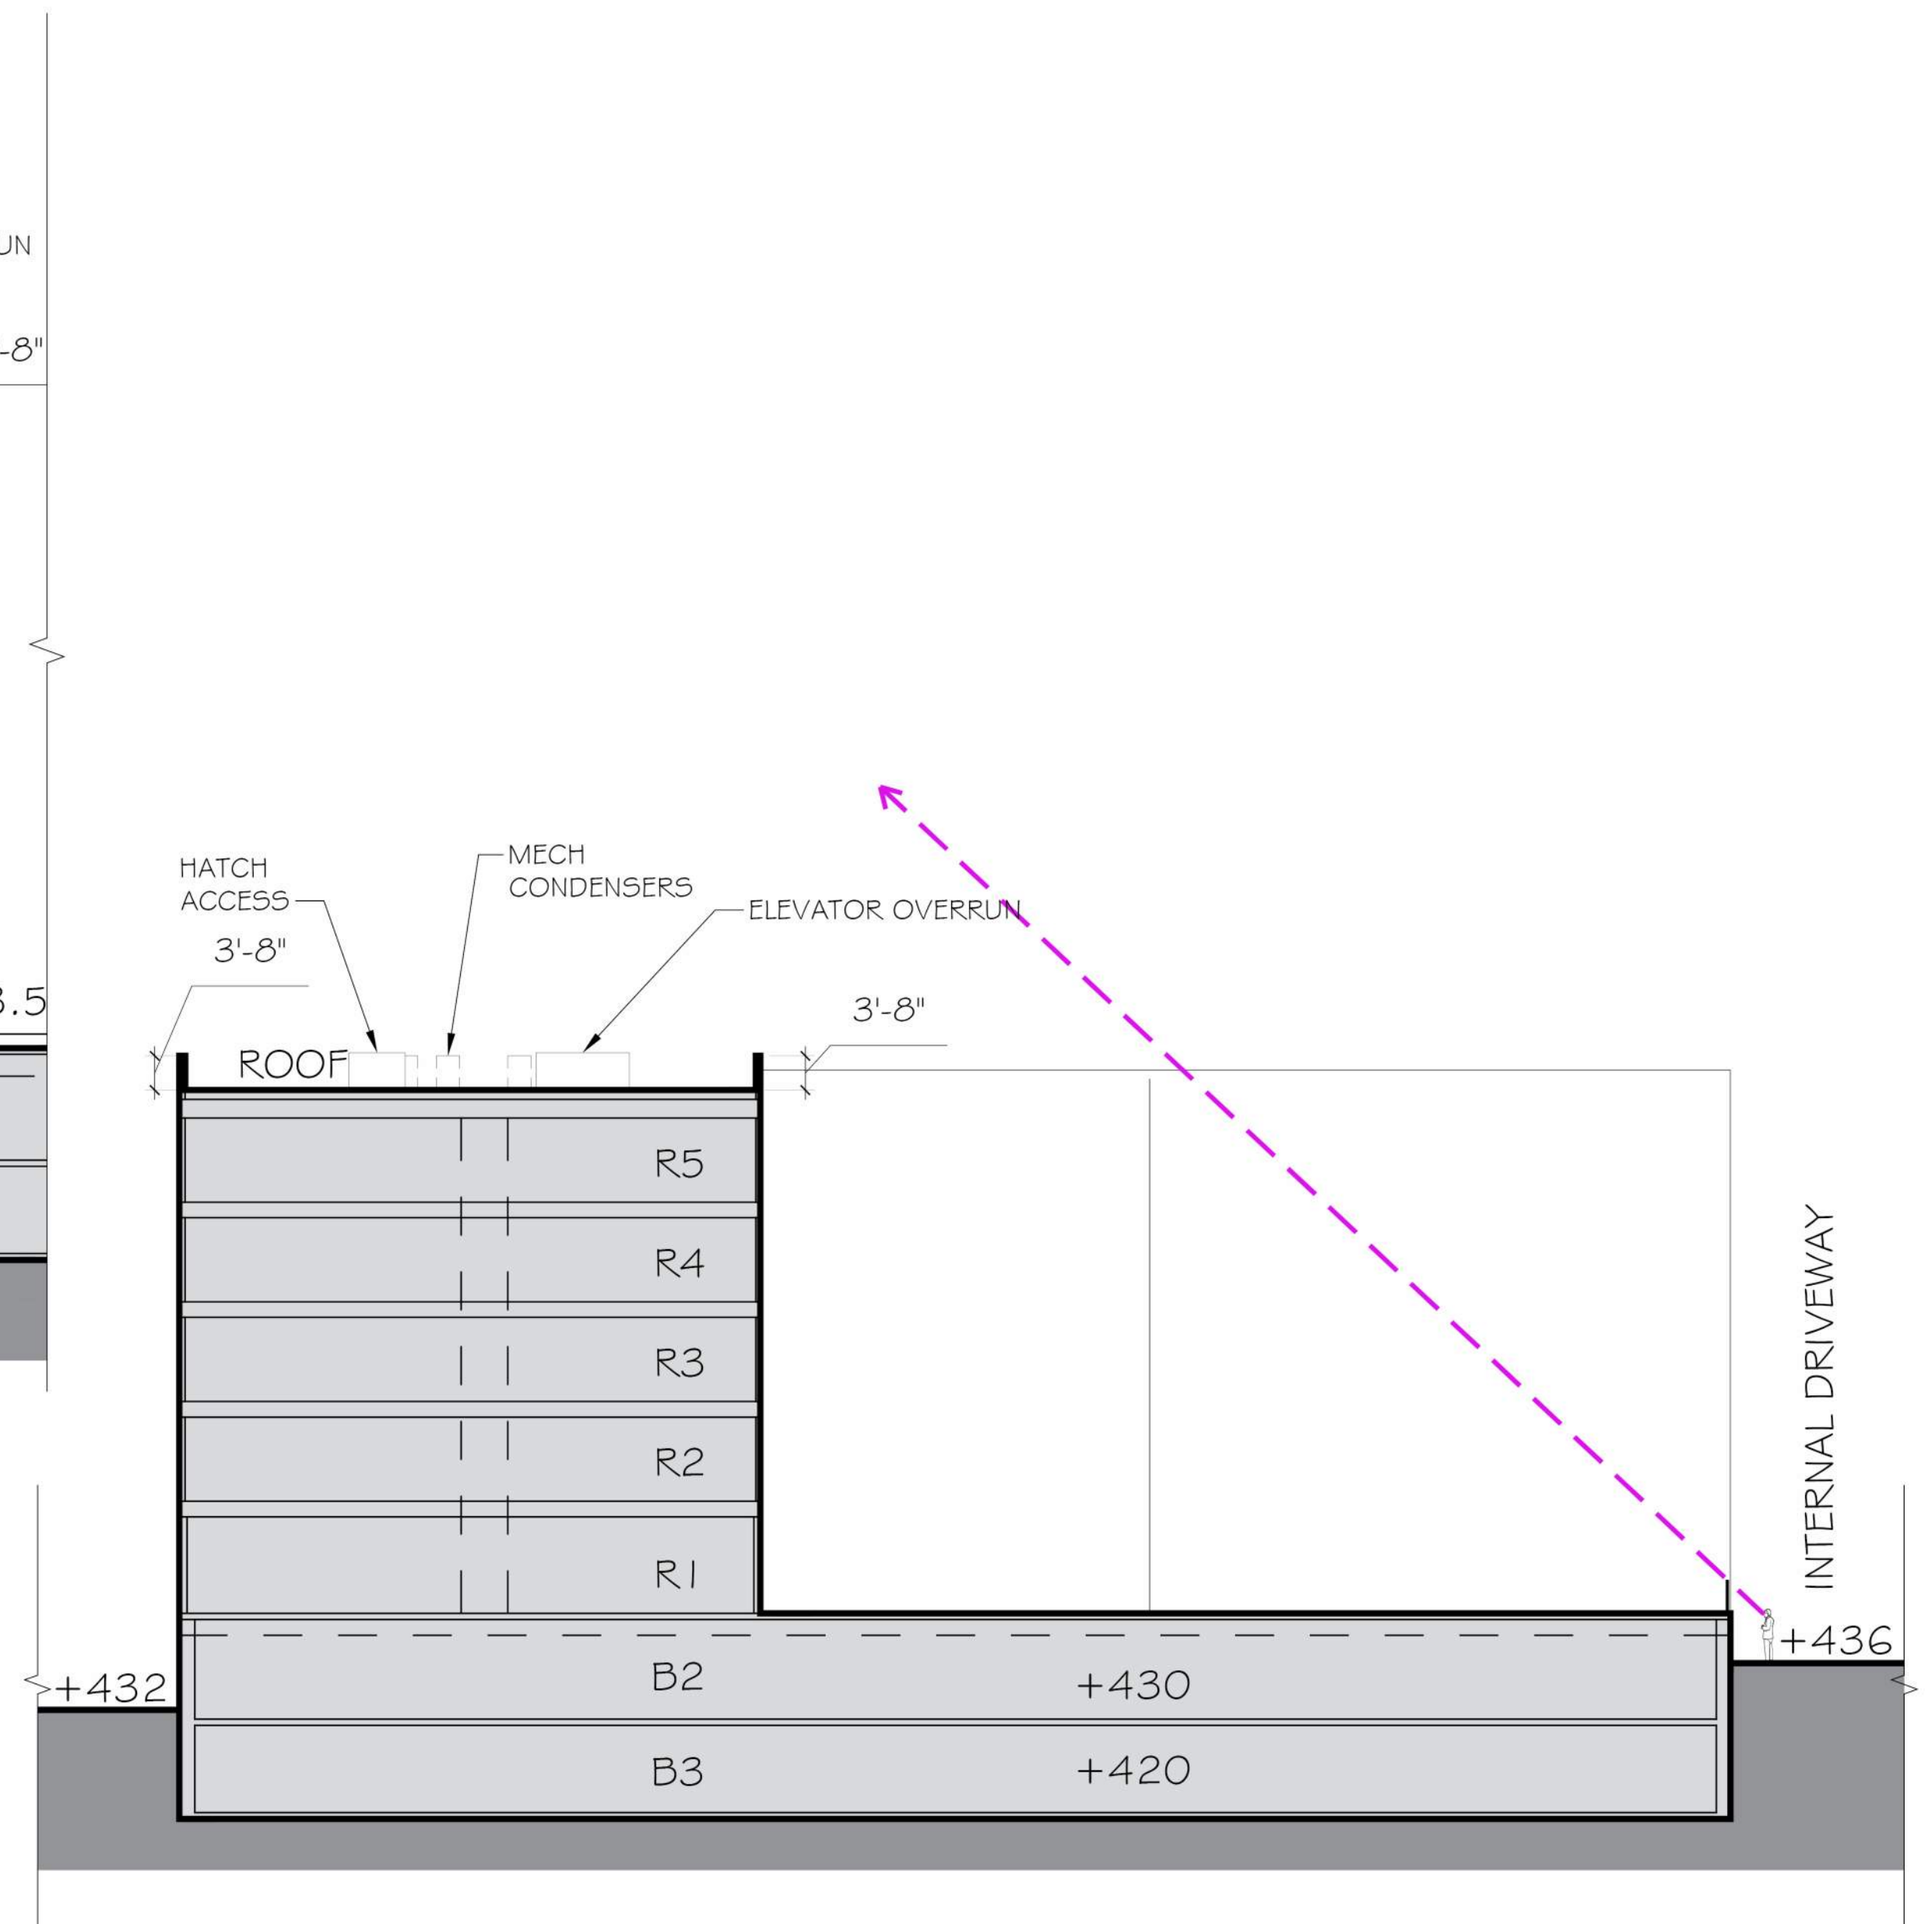 UN
-8"
.5
HATCH
ACCESS
3'-8"
MECH
CONDENSERS
ELEVATOR OVERRUN
3'-8"
ROOF
R5
R4
R3
R2
R1
INTERNAL DRIVEWAY
+436
+432
B2
+430
B3
+420